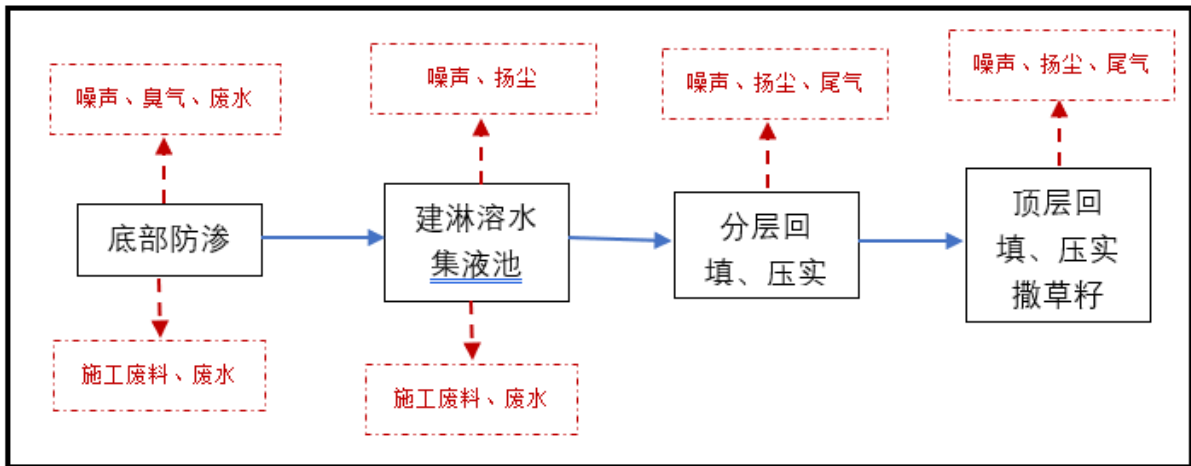 噪声、臭气、废水
噪声、扬尘
噪声、扬尘、尾气
噪声、扬尘、尾气
底部防渗
建淋溶水
集液池
分层回
填、压实
顶层回
填、压实
撒草籽
施工废料、废水
施工废料、废水